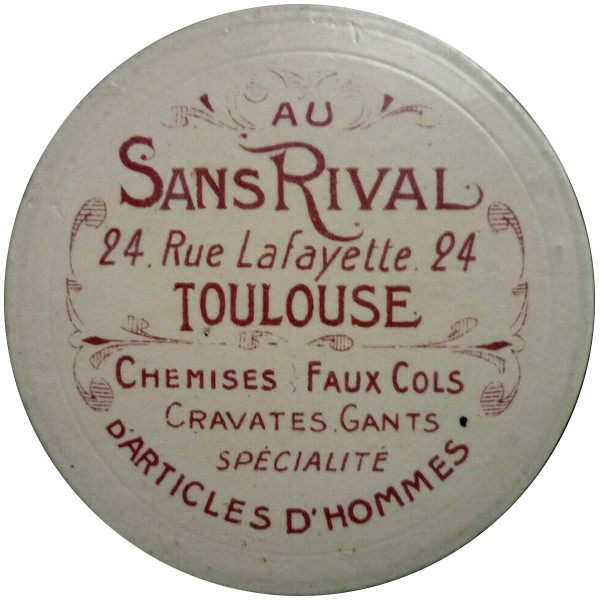 AU
SANS RIVAL
24. Rue Lafayette. 24
TOULOUSE
CHEMISES FAUX COLS
CRAVATES. GANTS
SPÉCIALITÉ
D'ARTICLES D'HOMMES